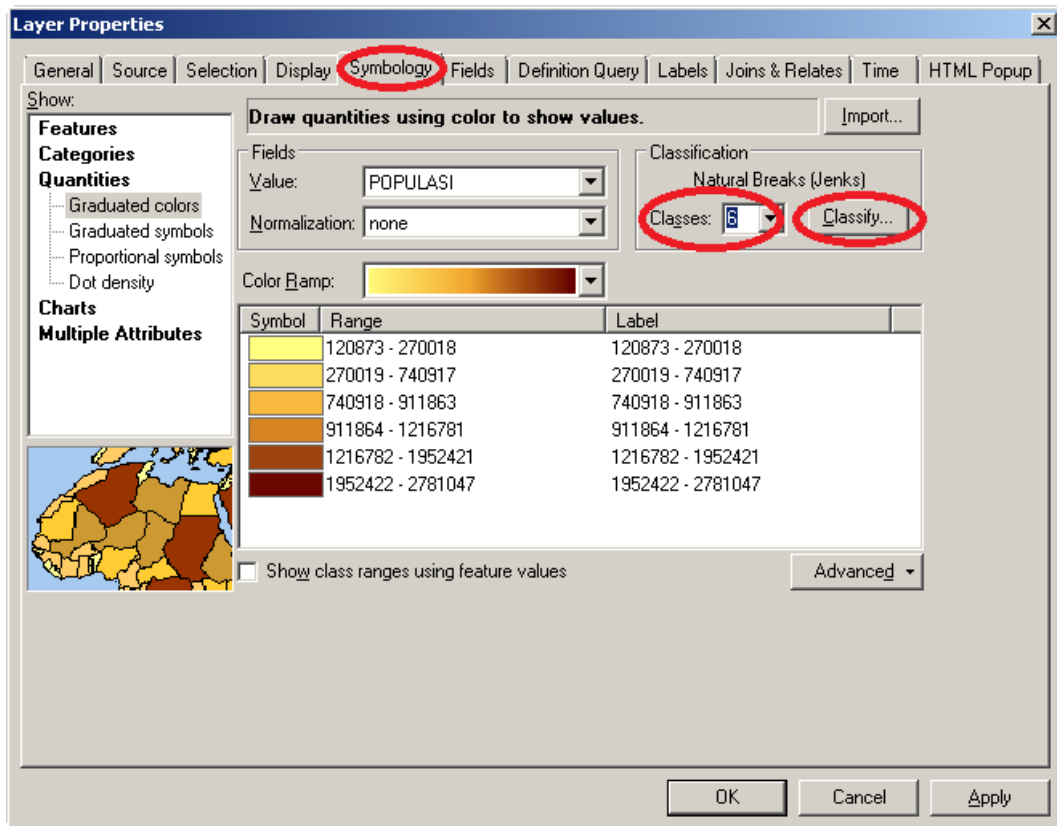 Layer Properties
General Source Selection Display Symbology Fields Definition Query Labels Joins & Relates Time HTML Popup
Show:
Features
Categories
Quantities
Graduated colors
Graduated symbols
Proportional symbols
Dot density
Charts
Multiple Attributes
Draw quantities using color to show values.
Import...
Fields
Value: POPULASI
Normalization: none
Classification
Natural Breaks (Jenks)
Classes: 6 Classify...
Color Ramp:
Symbol Range Label
120873 - 270018 120873 - 270018
270019 - 740917 270019 - 740917
740918 - 911863 740918 - 911863
911864 - 1216781 911864 - 1216781
1216782 - 1952421 1216782 - 1952421
1952422 - 2781047 1952422 - 2781047
Show class ranges using feature values
Advanced
OK Cancel Apply